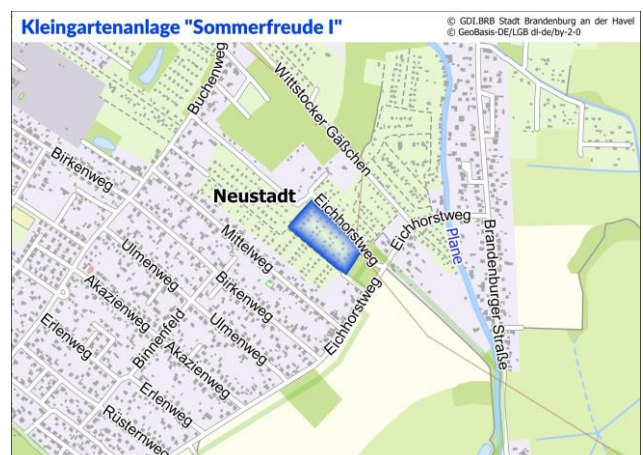 Kleingartenanlage "Sommerfreude I"
© GDI.BRB Stadt Brandenburg an der Havel
© GeoBasis-DE/LGB dl-de/by-2-0
Buchenweg
Wittstocker Gäßchen
Birkenweg
Neustadt
Eichhorstweg
Eichhorstweg
Plane
Brandenburger Straße
Mittelweg
Ulmenweg
Birkenweg
Akazienweg
Ulmenweg
Eichhorstweg
Binnenfeld
Erlenweg
Akazienweg
Erlenweg
Rüsternweg